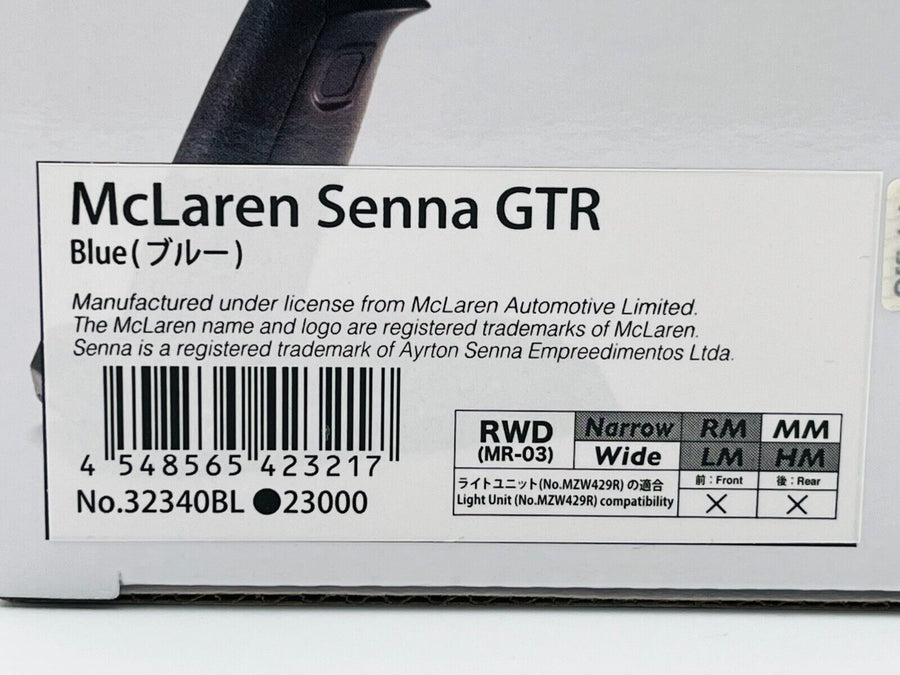 McLaren Senna GTR
Blue(ブルー)
Manufactured under license from McLaren Automotive Limited.
The McLaren name and logo are registered trademarks of McLaren.
Senna is a registered trademark of Ayrton Senna Empreedimentos Ltda.
4 548565 423217
No.32340BL ●23000
RWD
(MR-03)
Narrow RM MM
Wide LM HM
ライトユニット(No.MZW429R) の適合
Light Unit (No.MZW429R) compatibility
前:Front 後:Rear
× ×